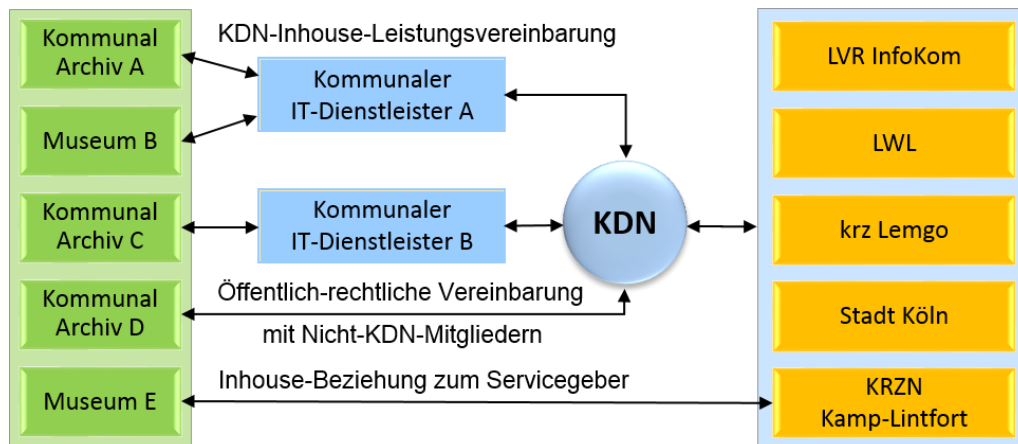 Kommunal
Archiv A
Museum B
Kommunal
Archiv C
Kommunal
Archiv D
Museum E
KDN-Inhouse-Leistungsvereinbarung
Kommunaler
IT-Dienstleister A
Kommunaler
IT-Dienstleister B
Öffentlich-rechtliche Vereinbarung
mit Nicht-KDN-Mitgliedern
Inhouse-Beziehung zum Servicegeber
KDN
LVR InfoKom
LWL
krz Lemgo
Stadt Köln
KRZN
Kamp-Lintfort